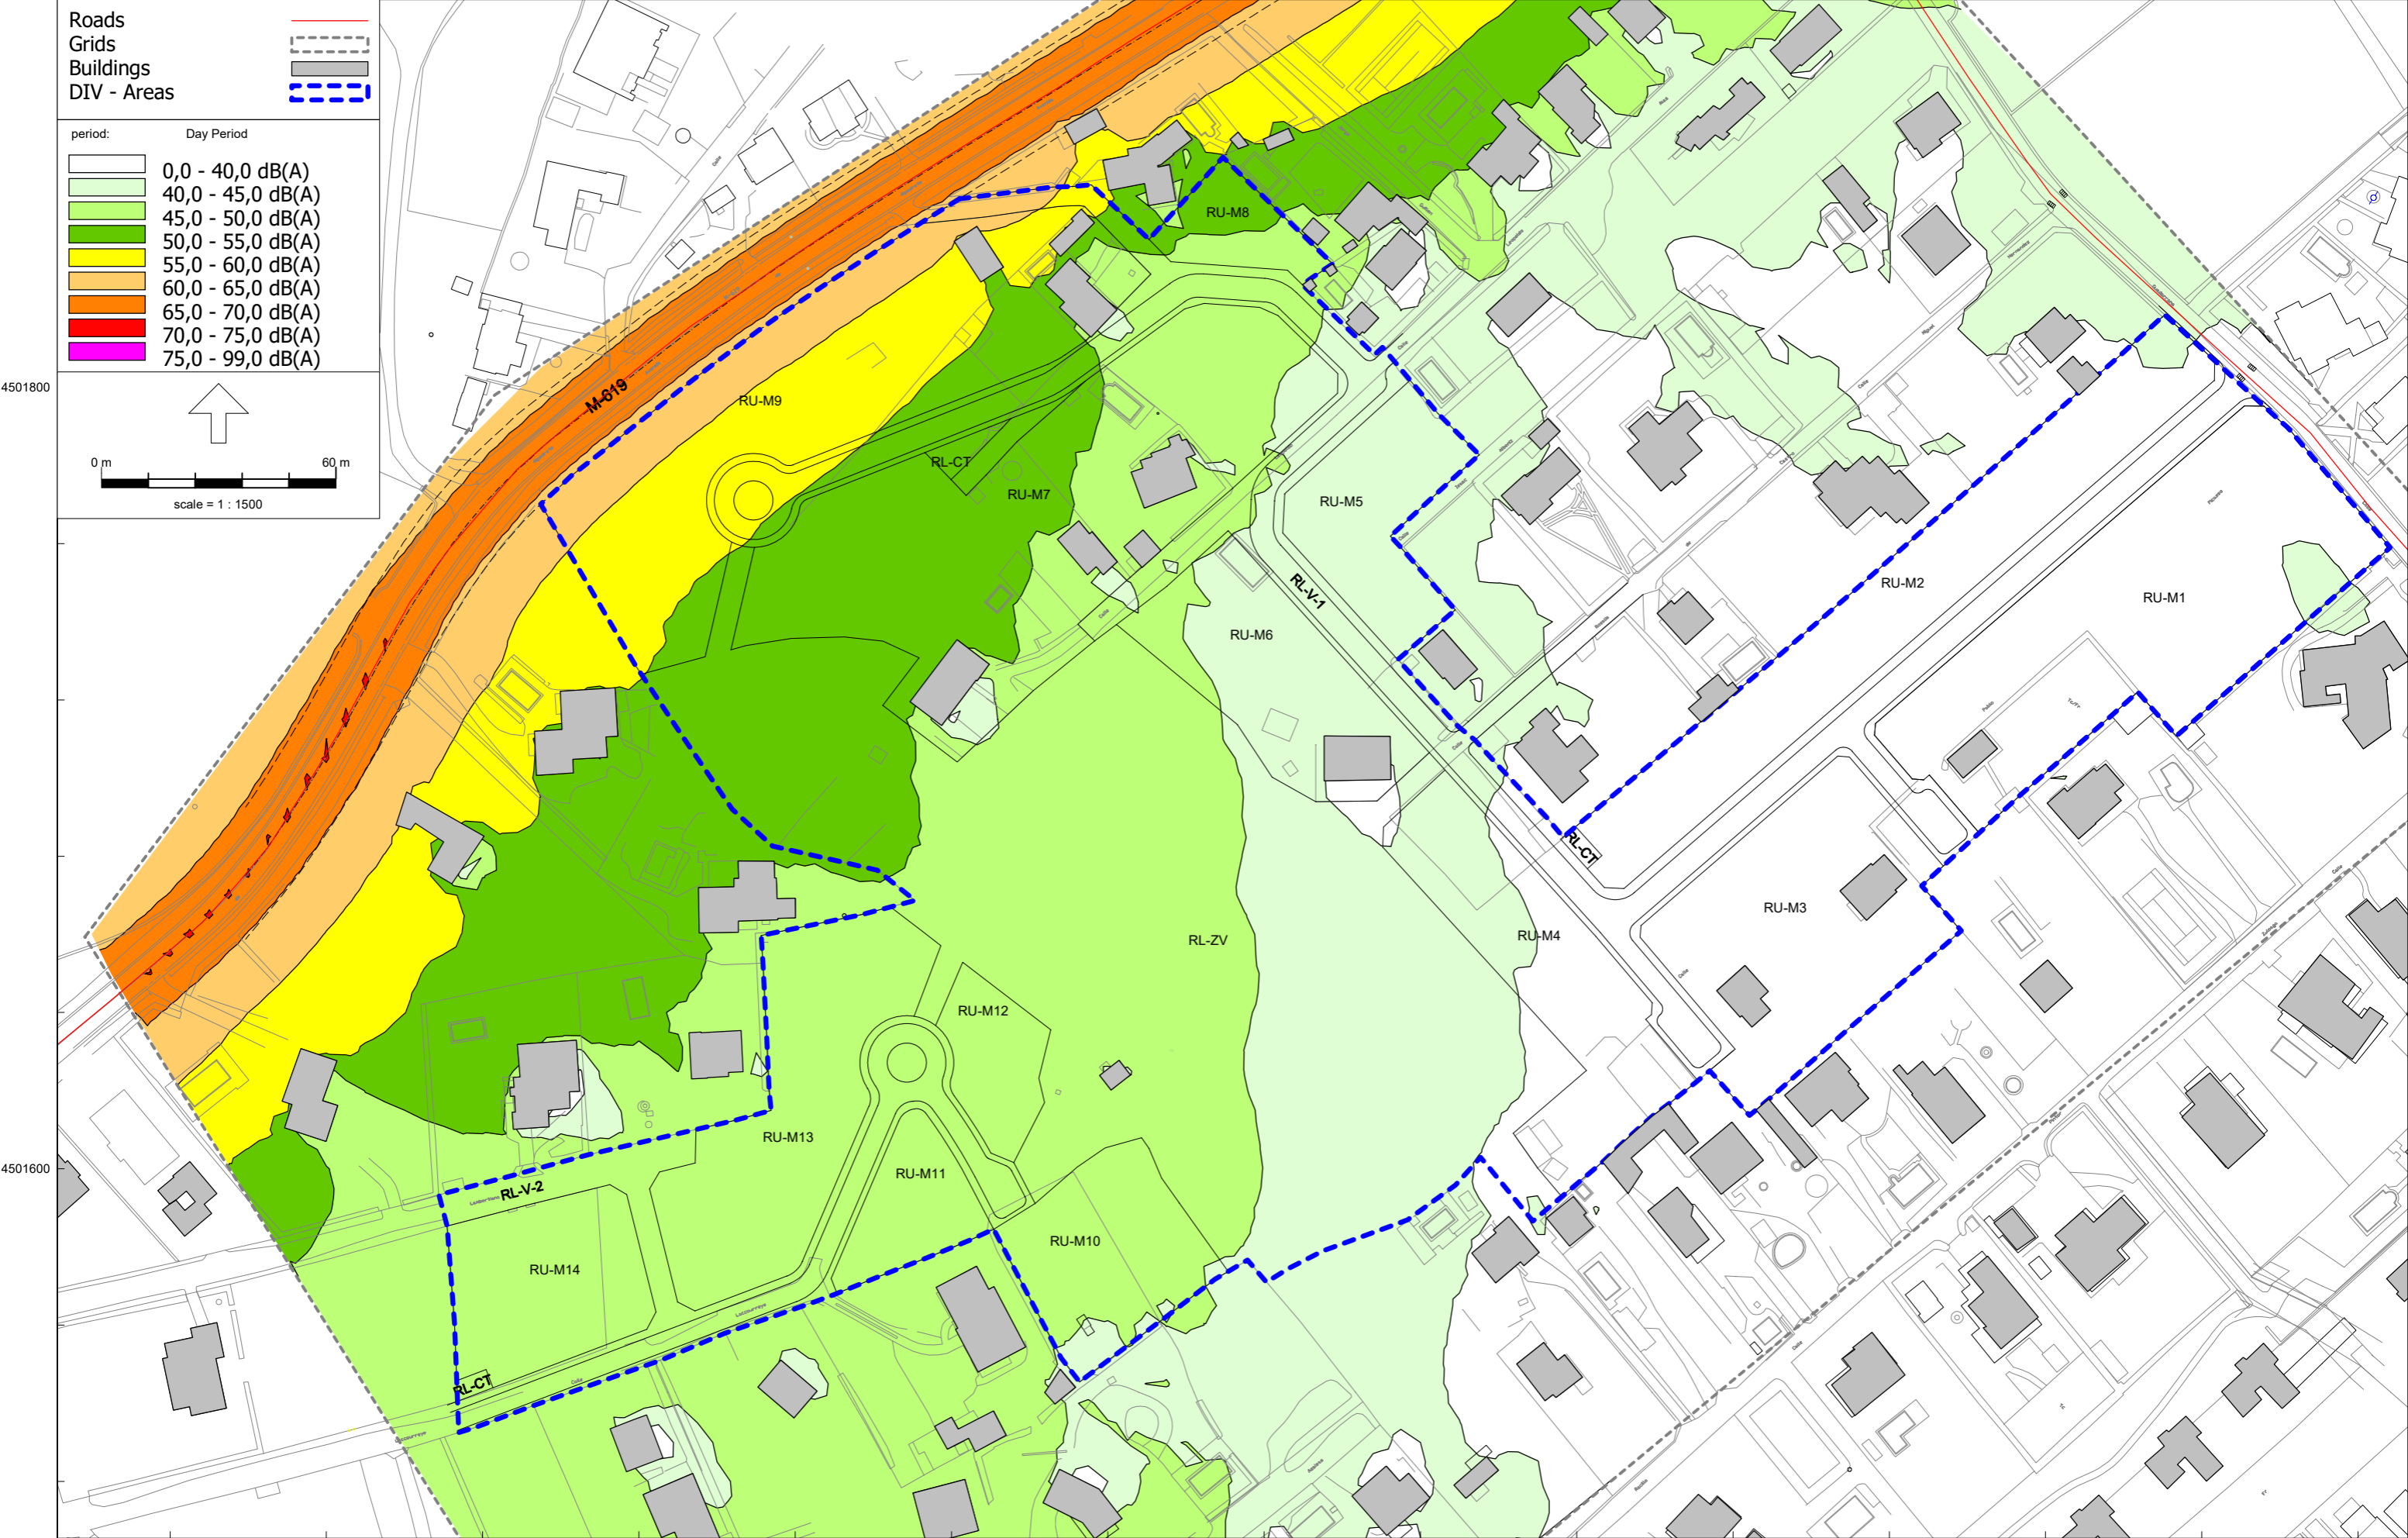 Roads
Grids
Buildings
DIV - Areas
period: Day Period
0,0 - 40,0 dB(A)
40,0 - 45,0 dB(A)
45,0 - 50,0 dB(A)
50,0 - 55,0 dB(A)
55,0 - 60,0 dB(A)
60,0 - 65,0 dB(A)
65,0 - 70,0 dB(A)
70,0 - 75,0 dB(A)
75,0 - 99,0 dB(A)
0 m 60 m
scale = 1 : 1500
4501800
4501600
M-619
RU-M8
RU-M9
RL-CT
RU-M7
RU-M5
RL-V-1
RU-M6
RU-M2
RU-M1
RL-CT
RU-M3
RU-M4
RL-ZV
RU-M12
RU-M13
RU-M11
RL-V-2
RU-M10
RU-M14
RL-CT